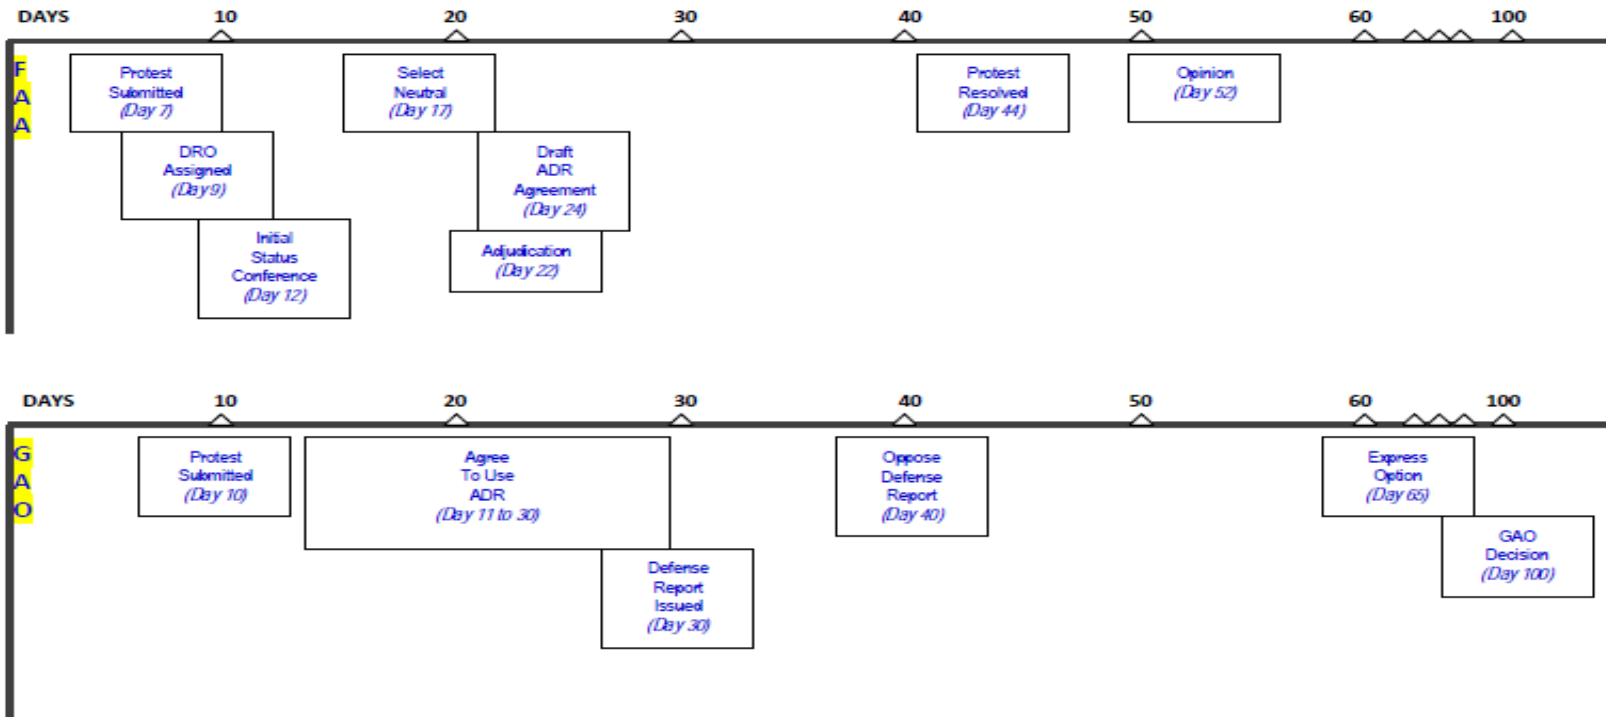 DAYS 10 20 30 40 50 60 100
F
A
A
Protest
Submitted
(Day 7)
DRO
Assigned
(Day 9)
Initial
Status
Conference
(Day 12)
Select
Neutral
(Day 17)
Draft
ADR
Agreement
(Day 24)
Adjudication
(Day 22)
Protest
Resolved
(Day 44)
Opinion
(Day 52)
DAYS 10 20 30 40 50 60 100
G
A
O
Protest
Submitted
(Day 10)
Agree
To Use
ADR
(Day 11 to 30)
Defense
Report
Issued
(Day 30)
Oppose
Defense
Report
(Day 40)
Express
Option
(Day 65)
GAO
Decision
(Day 100)